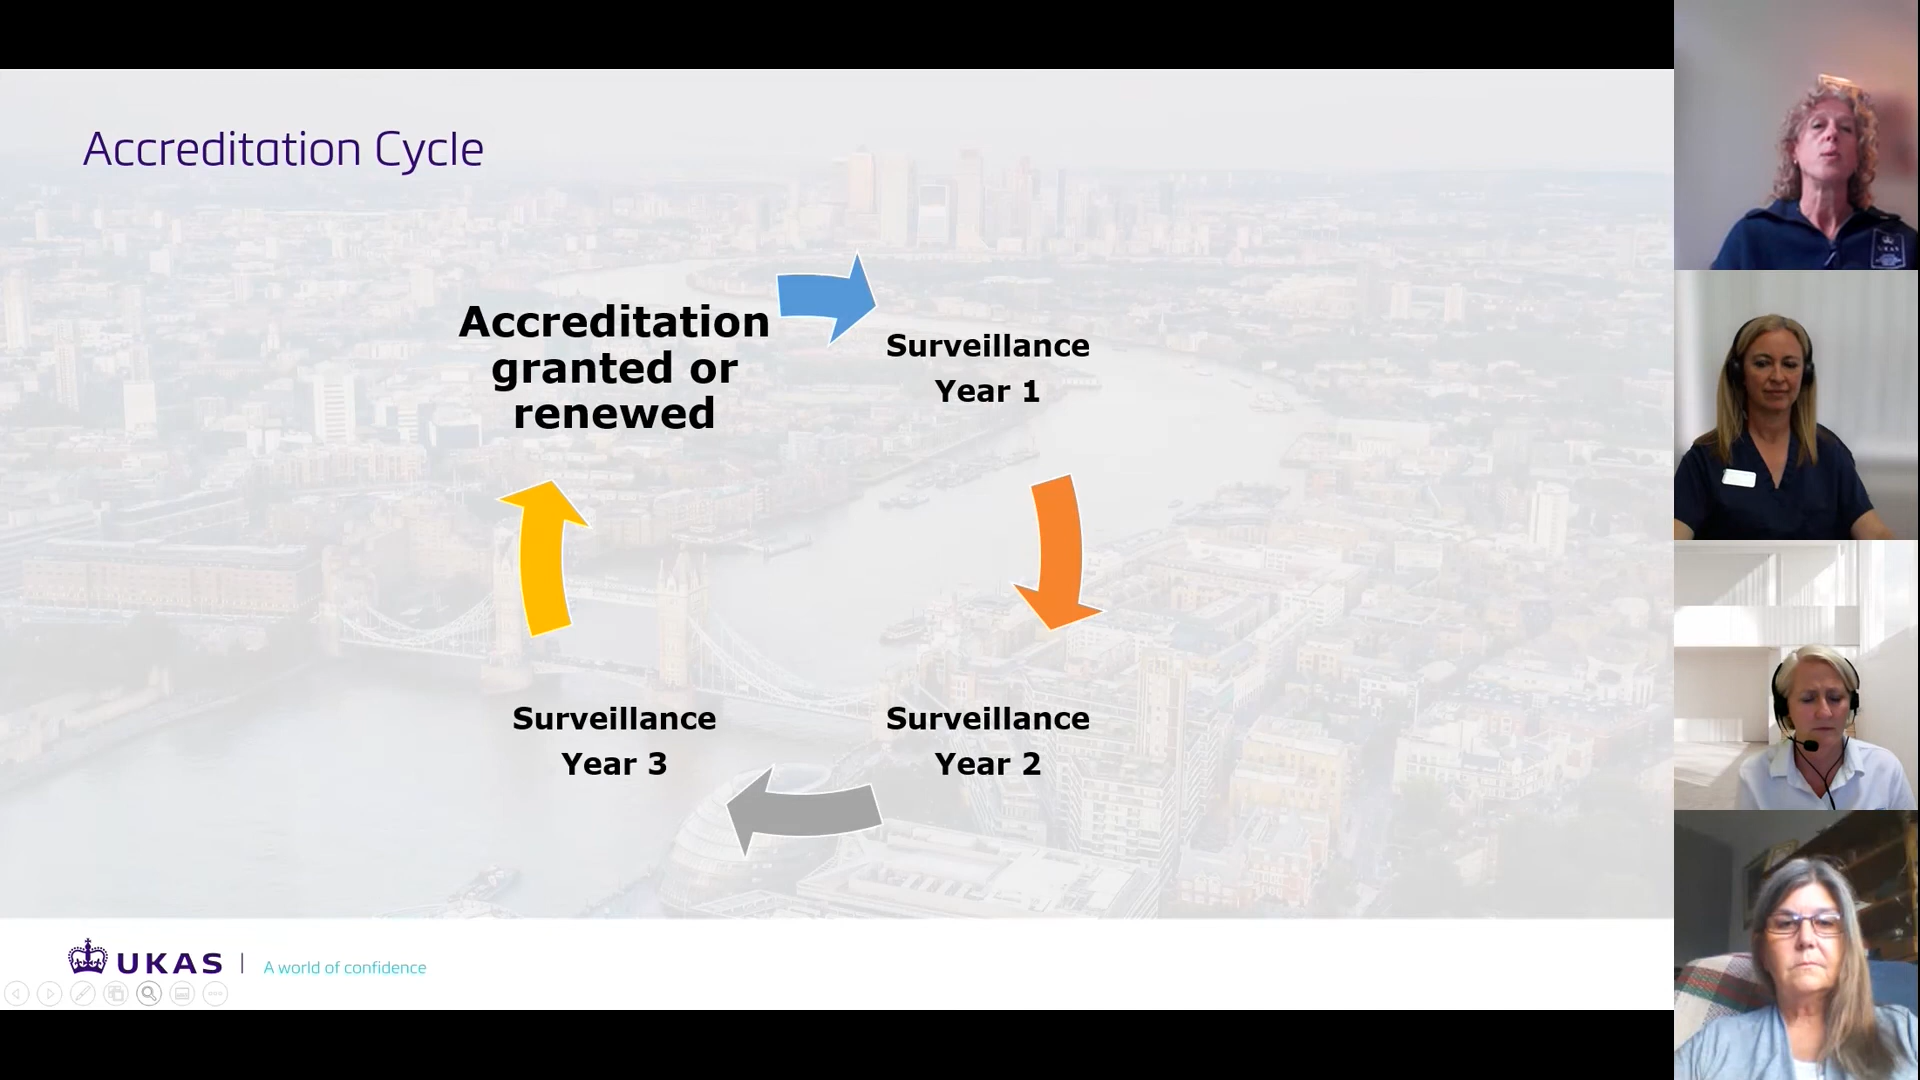 Accreditation Cycle
Accreditation
granted or
renewed
Surveillance
Year 1
Surveillance
Year 2
Surveillance
Year 3
UKAS
A world of confidence
UKAS